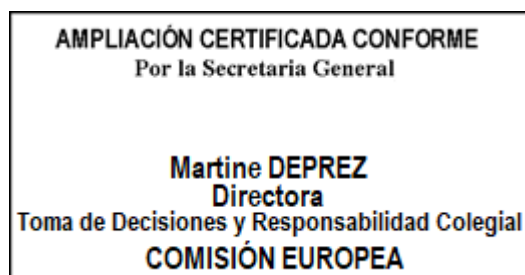 AMPLIACIÓN CERTIFICADA CONFORME
Por la Secretaria General
Martine DEPREZ
Directora
Toma de Decisiones y Responsabilidad Colegial
COMISIÓN EUROPEA